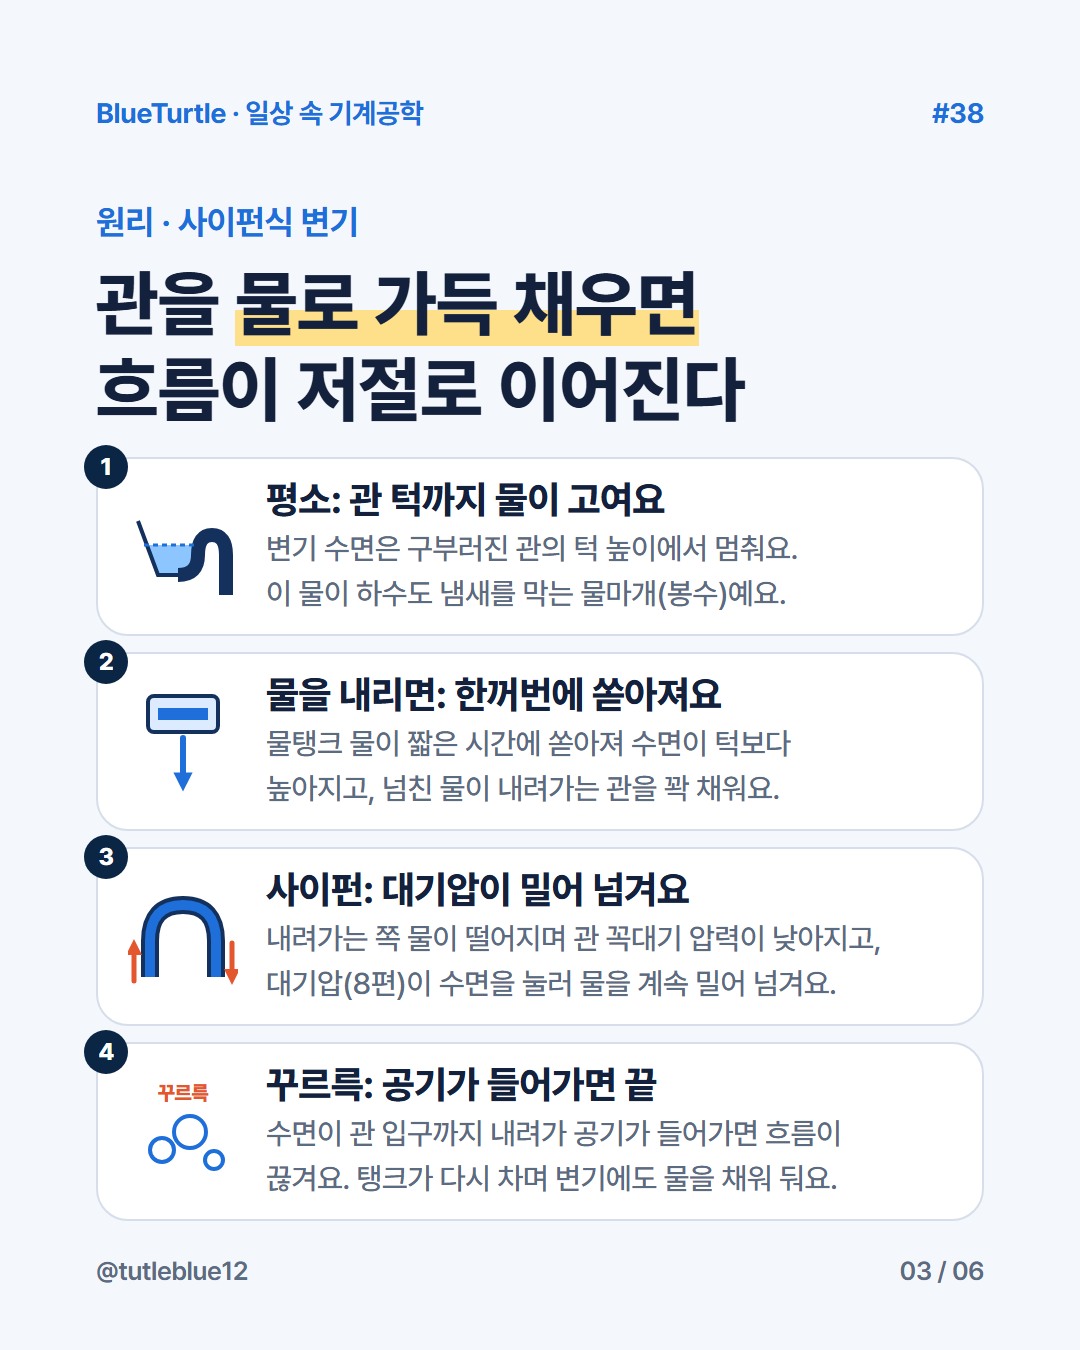 BlueTurtle · 일상 속 기계공학
#38
원리 · 사이펀식 변기
관을 물로 가득 채우면
흐름이 저절로 이어진다
1
평소: 관 턱까지 물이 고여요
변기 수면은 구부러진 관의 턱 높이에서 멈춰요.
이 물이 하수도 냄새를 막는 물마개(봉수)예요.
2
물을 내리면: 한꺼번에 쏟아져요
물탱크 물이 짧은 시간에 쏟아져 수면이 턱보다
높아지고, 넘친 물이 내려가는 관을 꽉 채워요.
3
사이펀: 대기압이 밀어 넘겨요
내려가는 쪽 물이 떨어지며 관 꼭대기 압력이 낮아지고,
대기압(8편)이 수면을 눌러 물을 계속 밀어 넘겨요.
4
꾸르륵
꾸르륵: 공기가 들어가면 끝
수면이 관 입구까지 내려가 공기가 들어가면 흐름이
끊겨요. 탱크가 다시 차며 변기에도 물을 채워 둬요.
@tutleblue12
03 / 06